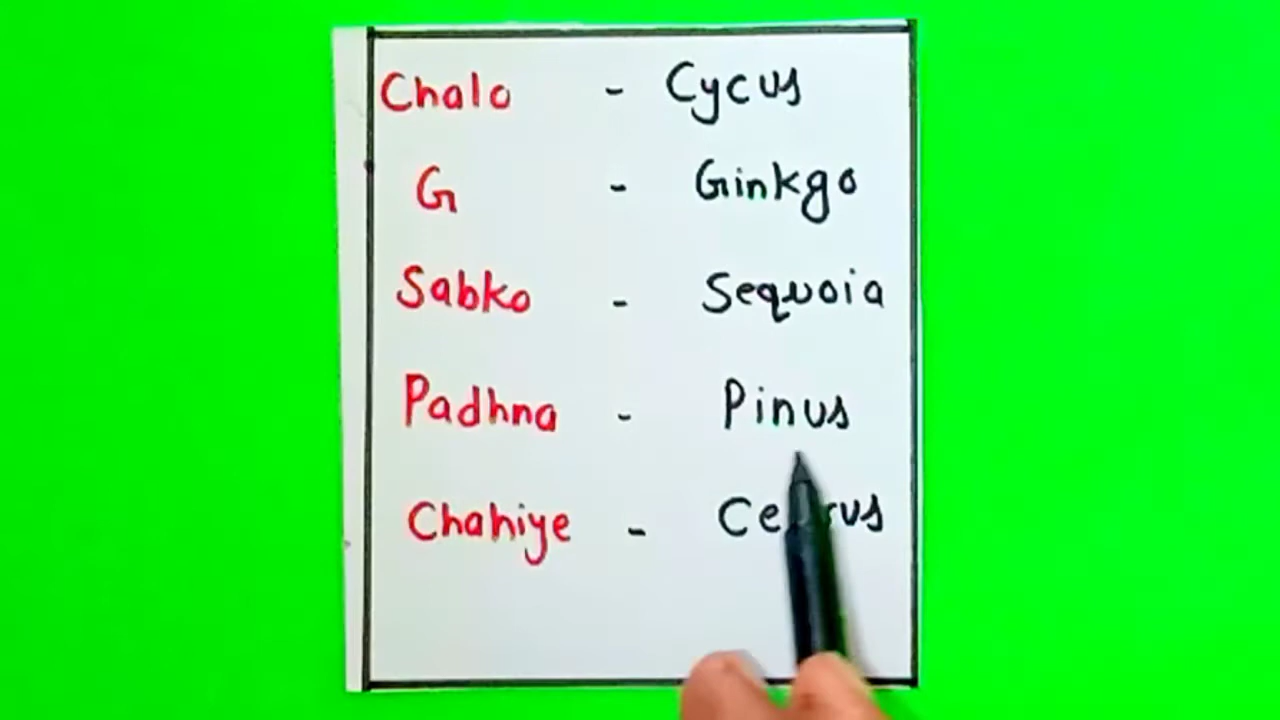 Chalo - Cycus
G - Ginkgo
Sabko - Sequoia
Padhna - Pinus
Chahiye -